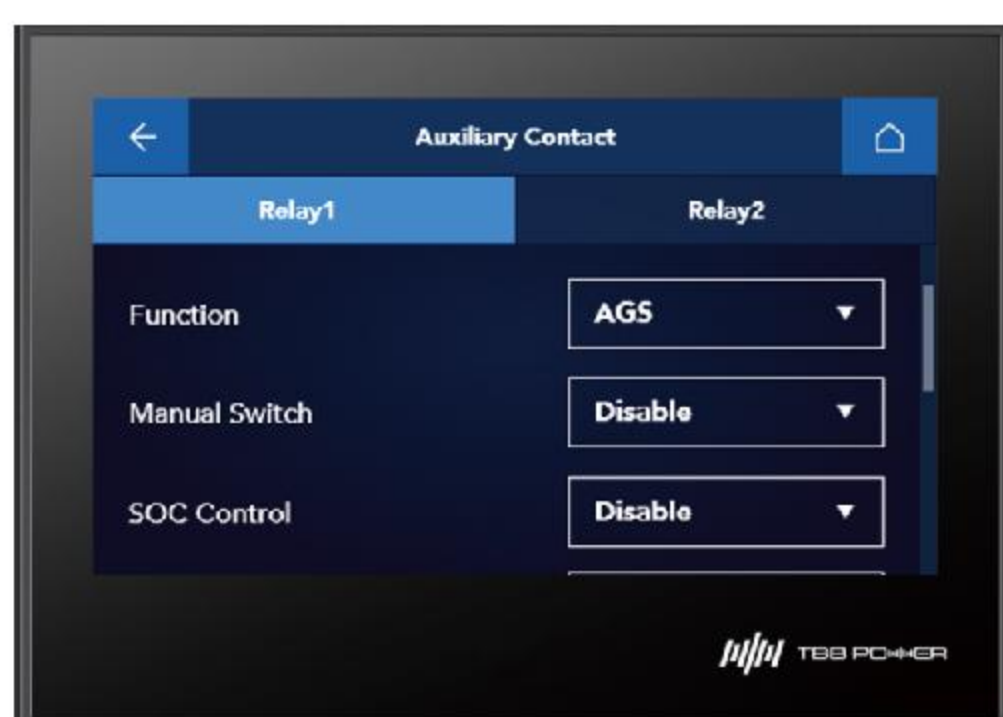 Auxiliary Contact
Relay1 Relay2
Function AGS
Manual Switch Disable
SOC Control Disable
TBB POWER